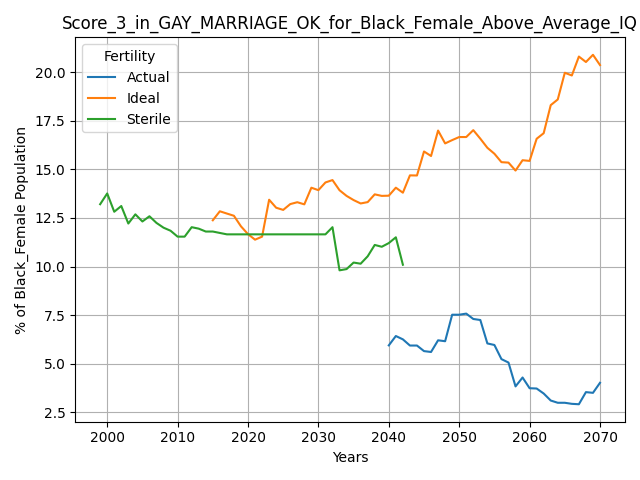 Score_3_in_GAY_MARRIAGE_OK_for_Black_Female_Above_Average_IQ
Fertility
Actual
Ideal
Sterile
% of Black_Female Population
20.0
17.5
15.0
12.5
10.0
7.5
5.0
2.5
2000 2010 2020 2030 2040 2050 2060 2070
Years